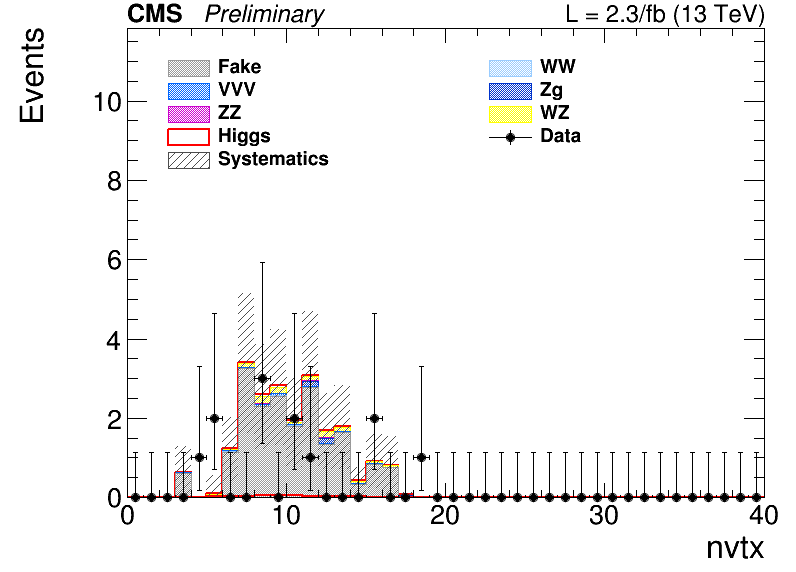 CMS Preliminary L = 2.3/fb (13 TeV)
Events
Fake WW
VVV Zg
ZZ WZ
Higgs Data
Systematics
10
8
6
4
2
0
0 10 20 30 40
nvtx